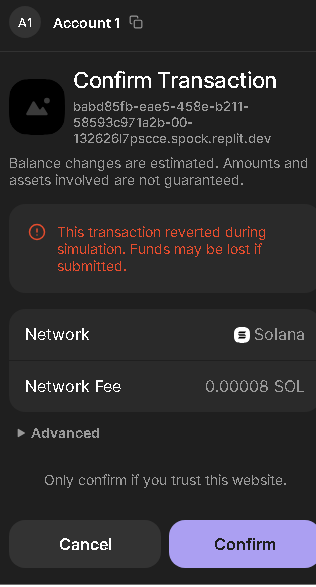 A1 Account 1
Confirm Transaction
babd85fb-eae5-458e-b211-
58593c971a2b-00-
132626l7pscce.spock.replit.dev
Balance changes are estimated. Amounts and
assets involved are not guaranteed.
This transaction reverted during
simulation. Funds may be lost if
submitted.
Network Solana
Network Fee 0.00008 SOL
Advanced
Only confirm if you trust this website.
Cancel Confirm